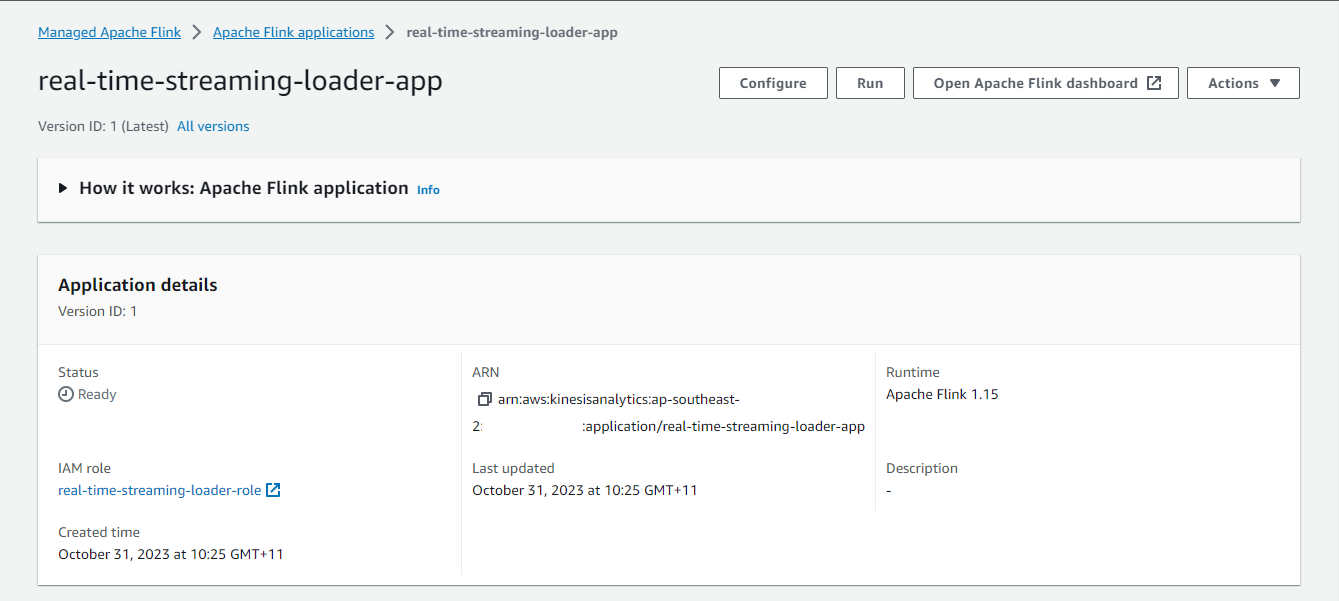 Managed Apache Flink > Apache Flink applications > real-time-streaming-loader-app
real-time-streaming-loader-app
Configure
Run
Open Apache Flink dashboard
Actions
Version ID: 1 (Latest) All versions
How it works: Apache Flink application Info
Application details
Version ID: 1
Status
Ready
ARN
arn:aws:kinesisanalytics:ap-southeast-
2: :application/real-time-streaming-loader-app
Runtime
Apache Flink 1.15
IAM role
real-time-streaming-loader-role
Last updated
October 31, 2023 at 10:25 GMT+11
Description
-
Created time
October 31, 2023 at 10:25 GMT+11